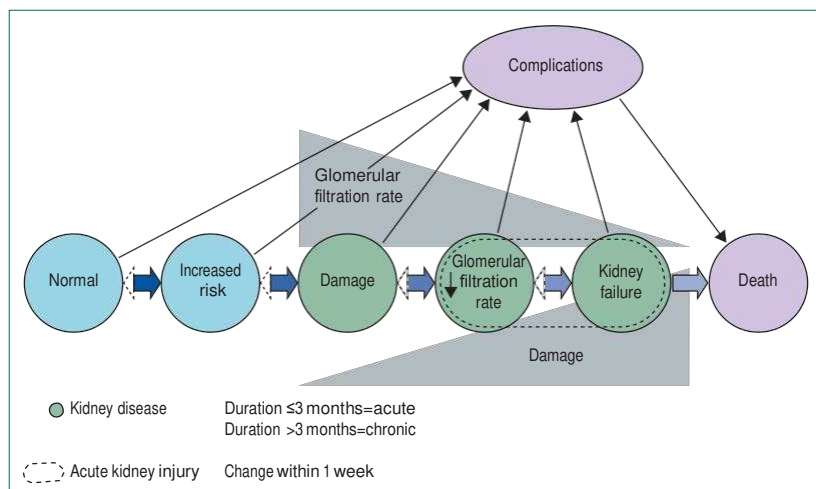 Complications
Glomerular
filtration rate
Normal
Increased
risk
Damage
Glomerular
filtration
rate
Kidney
failure
Death
Damage
Kidney disease
Duration ≤3 months=acute
Duration >3 months=chronic
Acute kidney injury
Change within 1 week